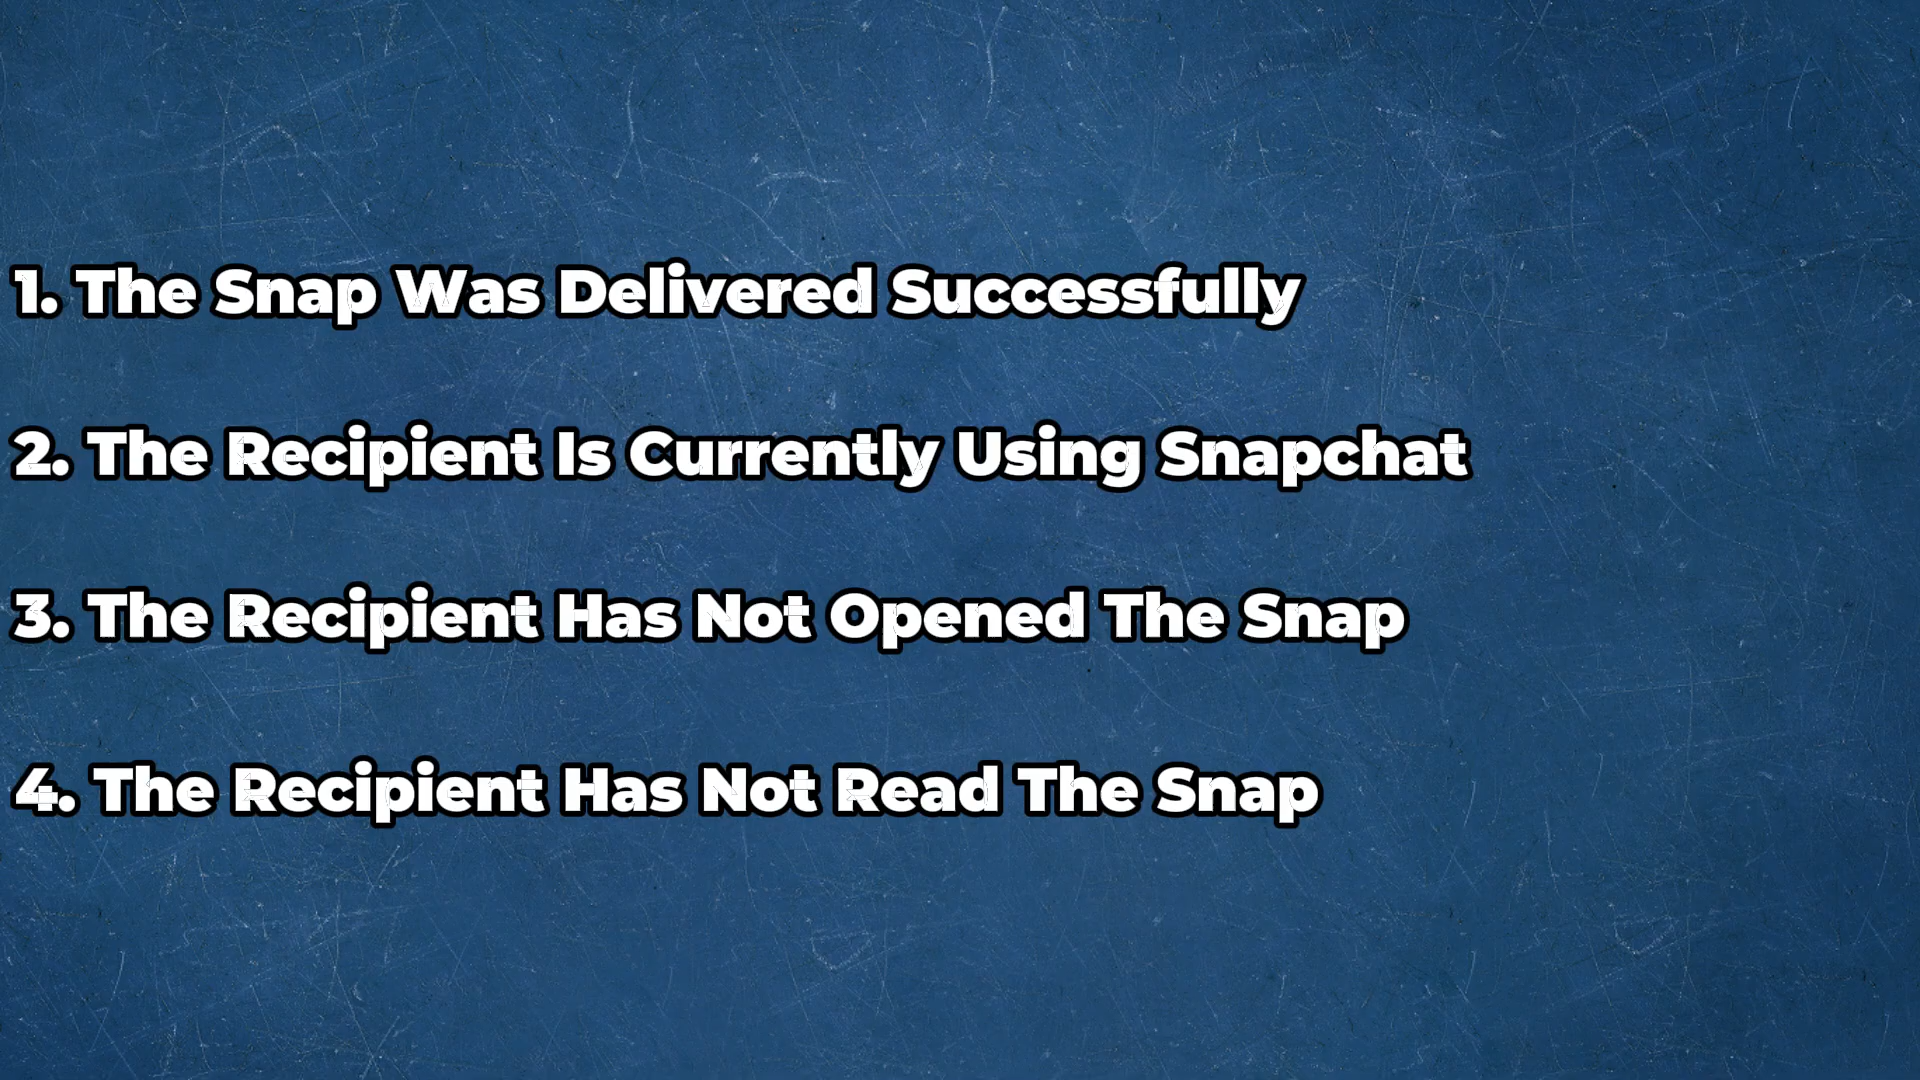 1. The Snap Was Delivered Successfully
2. The Recipient Is Currently Using Snapchat
3. The Recipient Has Not Opened The Snap
4. The Recipient Has Not Read The Snap